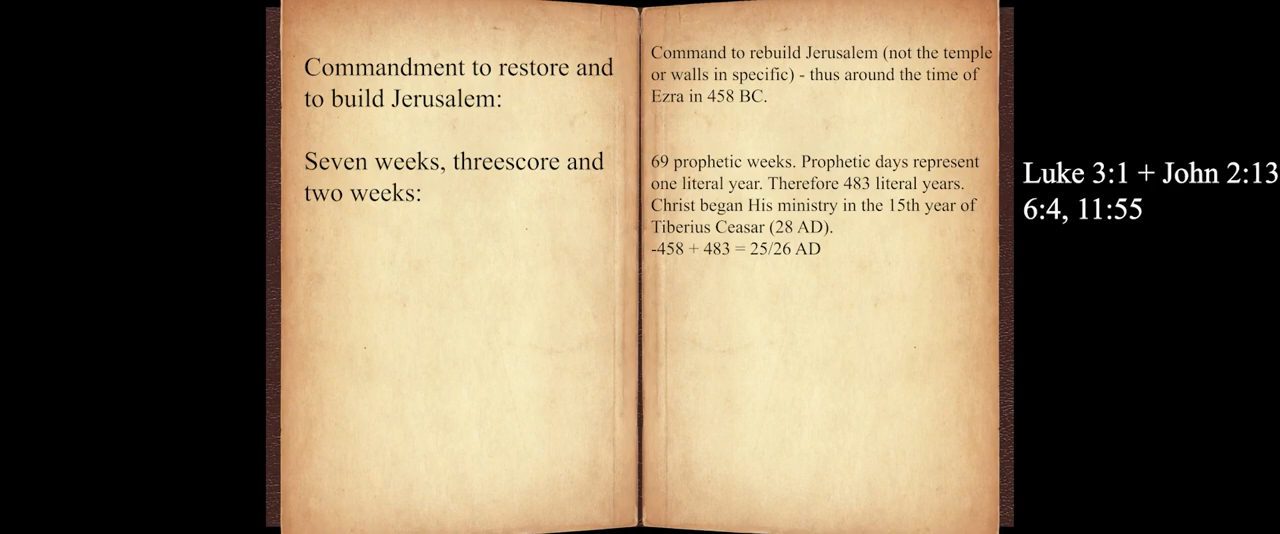 Commandment to restore and
to build Jerusalem:
Seven weeks, threescore and
two weeks:
Command to rebuild Jerusalem (not the temple
or walls in specific) - thus around the time of
Ezra in 458 BC.
69 prophetic weeks. Prophetic days represent
one literal year. Therefore 483 literal years.
Christ began His ministry in the 15th year of
Tiberius Ceasar (28 AD).
-458 + 483 = 25/26 AD
Luke 3:1 + John 2:13
6:4, 11:55